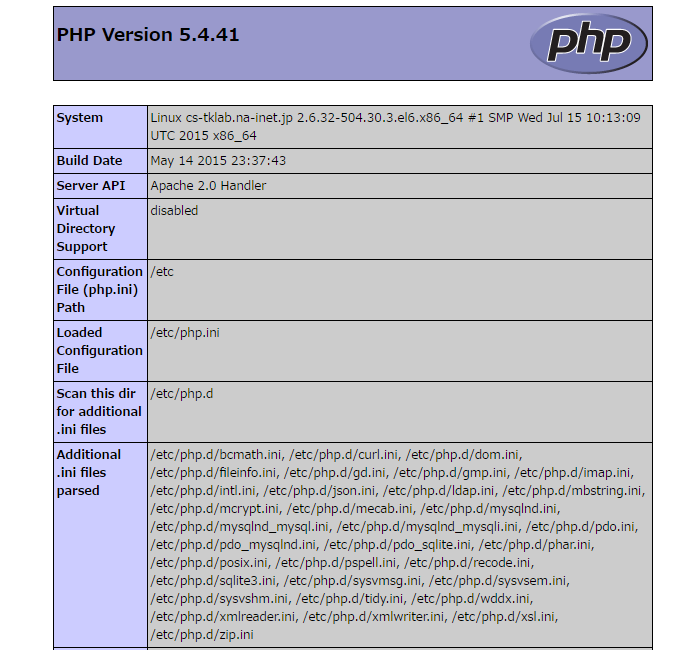 PHP Version 5.4.41
php
System
Linux cs-tklab.na-inet.jp 2.6.32-504.30.3.el6.x86_64 #1 SMP Wed Jul 15 10:13:09
UTC 2015 x86_64
Build Date
May 14 2015 23:37:43
Server API
Apache 2.0 Handler
Virtual
Directory
Support
disabled
Configuration
File (php.ini)
Path
/etc
Loaded
Configuration
File
/etc/php.ini
Scan this dir
for additional
.ini files
/etc/php.d
Additional
.ini files
parsed
/etc/php.d/bcmath.ini, /etc/php.d/curl.ini, /etc/php.d/dom.ini,
/etc/php.d/fileinfo.ini, /etc/php.d/gd.ini, /etc/php.d/gmp.ini, /etc/php.d/imap.ini,
/etc/php.d/intl.ini, /etc/php.d/json.ini, /etc/php.d/ldap.ini, /etc/php.d/mbstring.ini,
/etc/php.d/mcrypt.ini, /etc/php.d/mecab.ini, /etc/php.d/mysqlnd.ini,
/etc/php.d/mysqlnd_mysql.ini, /etc/php.d/mysqlnd_mysqli.ini, /etc/php.d/pdo.ini,
/etc/php.d/pdo_mysqlnd.ini, /etc/php.d/pdo_sqlite.ini, /etc/php.d/phar.ini,
/etc/php.d/posix.ini, /etc/php.d/pspell.ini, /etc/php.d/recode.ini,
/etc/php.d/sqlite3.ini, /etc/php.d/sysvmsg.ini, /etc/php.d/sysvsem.ini,
/etc/php.d/sysvshm.ini, /etc/php.d/tidy.ini, /etc/php.d/wddx.ini,
/etc/php.d/xmlreader.ini, /etc/php.d/xmlwriter.ini, /etc/php.d/xsl.ini,
/etc/php.d/zip.ini